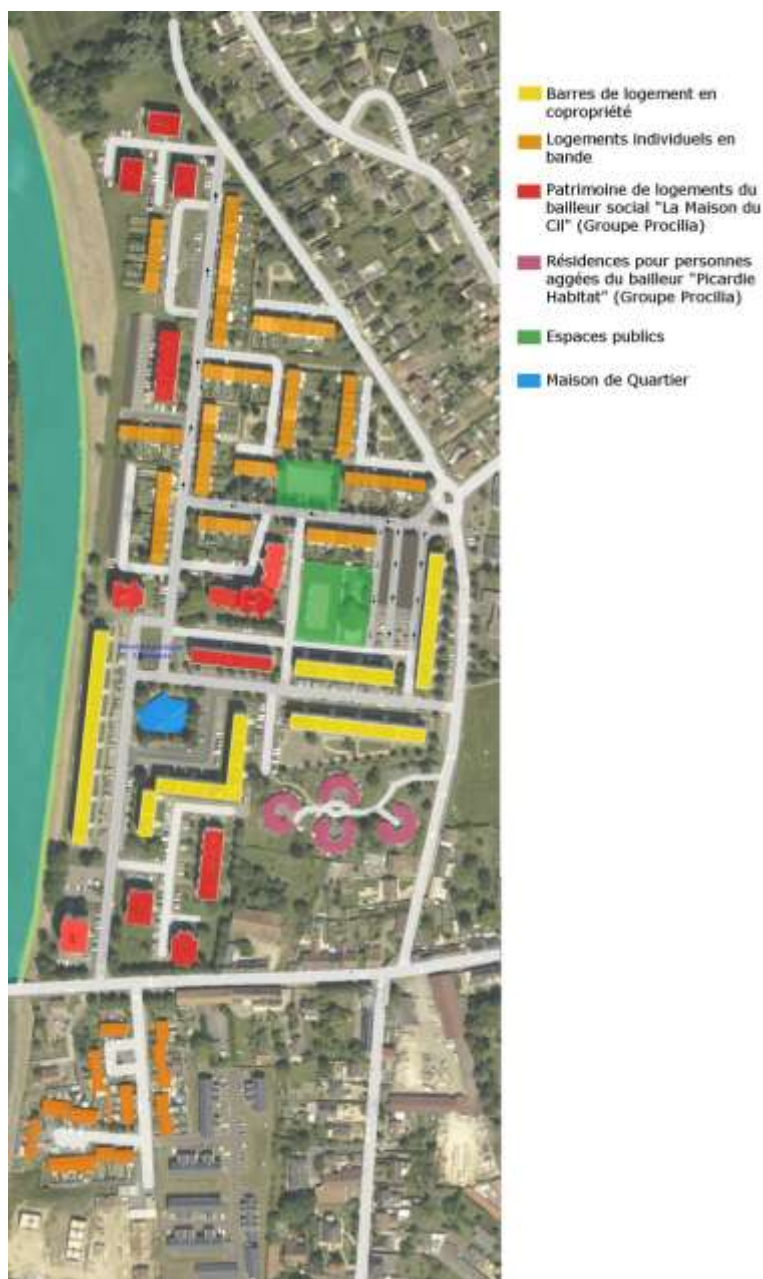 Barres de logement en
copropriété
Logements individuels en
bande
Patrimoine de logements du
bailleur social "La Maison du
Cil" (Groupe Procilia)
Résidences pour personnes
aggées du bailleur "Picardie
Habitat" (Groupe Procilia)
Espaces publics
Maison de Quartier